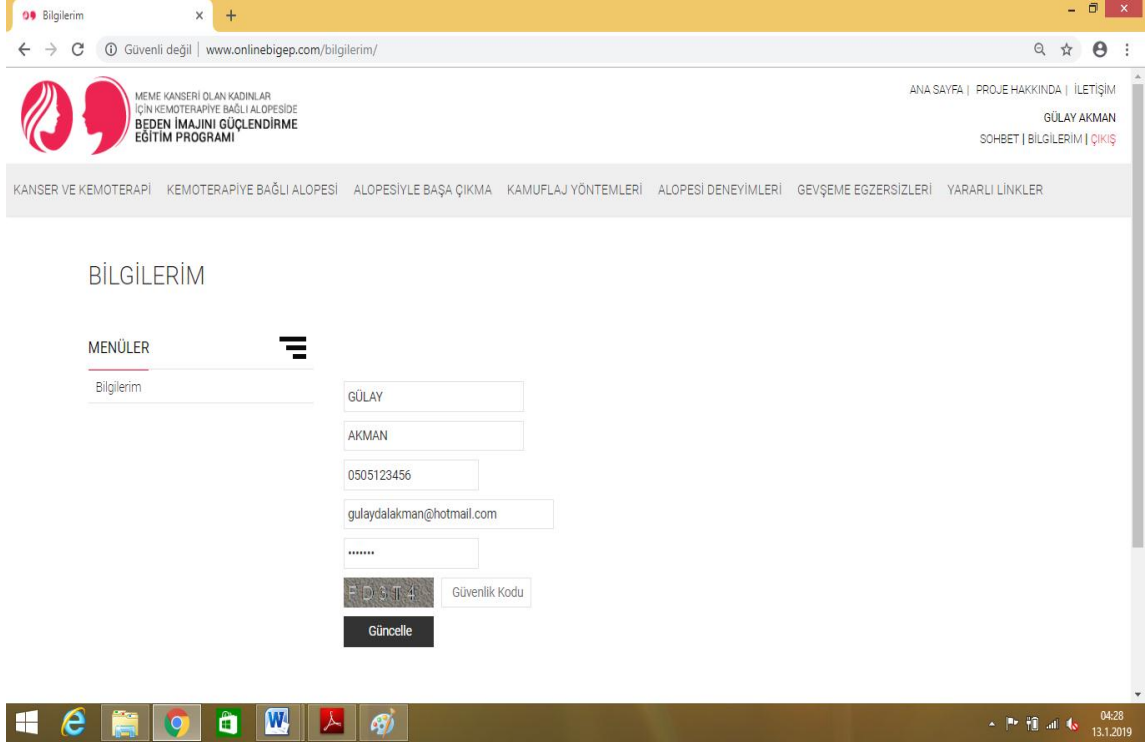 Bilgilerim
Güvenli değil | www.onlinebigep.com/bilgilerim/
MEME KANSERİ OLAN KADINLAR
İÇİN KEMOTERAPİYE BAĞLI ALOPESİDE
BEDEN İMAJINI GÜÇLENDİRME
EĞİTİM PROGRAMI
ANA SAYFA | PROJE HAKKINDA | İLETİŞİM
GÜLAY AKMAN
SOHBET | BİLGİLERİM | ÇIKIŞ
KANSER VE KEMOTERAPİ KEMOTERAPİYE BAĞLI ALOPESİ ALOPESİYLE BAŞA ÇIKMA KAMUFLAJ YÖNTEMLERİ ALOPESİ DENEYİMLERİ GEVŞEME EGZERSİZLERİ YARARLI LİNKLER
BİLGİLERİM
MENÜLER
Bilgilerim
GÜLAY
AKMAN
0505123456
gulaydalakman@hotmail.com
•••••••
Güvenlik Kodu
Güncelle
04:28
13.1.2019